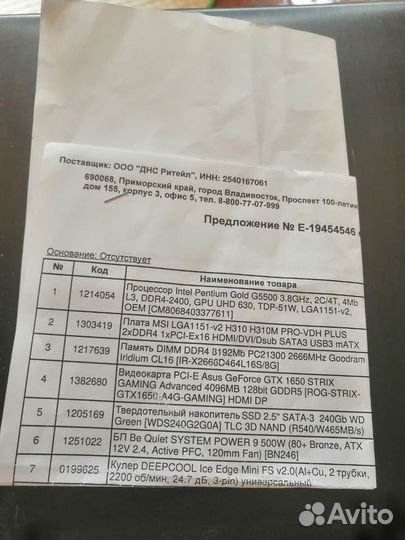 Поставщик: ООО "ДНС Ритейл", ИНН: 2540167061
690068, Приморский край, город Владивосток, Проспект 100-летия
дом 155, корпус 3, офис 5, тел. 8-800-77-07-999
Предложение № Е-19454546
Основание: Отсутствует
№ Код Наименование товара
1 1214054 Процессор Intel Pentium Gold G5500 3.8GHz, 2C/4T, 4Mb
L3, DDR4-2400, GPU UHD 630, TDP-51W, LGA1151-v2,
OEM [CM8068403377611]
2 1303419 Плата MSI LGA1151-v2 H310 H310M PRO-VDH PLUS
2xDDR4 1xPCI-Ex16 HDMI/DVI/Dsub SATA3 USB3 mATX
3 1217639 Память DIMM DDR4 8192Mb PC21300 2666MHz Goodram
Iridium CL16 [IR-X2666D464L16S/8G]
4 1382680 Видеокарта PCI-E Asus GeForce GTX 1650 STRIX
GAMING Advanced 4096MB 128bit GDDR5 [ROG-STRIX-
GTX1650-A4G-GAMING] HDMI DP
5 1205169 Твердотельный накопитель SSD 2.5" SATA-3 240Gb WD
Green [WDS240G2G0A] TLC 3D NAND (R540/W465MB/s)
6 1251022 БП Be Quiet SYSTEM POWER 9 500W (80+ Bronze, ATX
12V 2.4, Active PFC, 120mm Fan) [BN246]
7 0199625 Кулер DEEPCOOL Ice Edge Mini FS v2.0(Al+Cu, 2 трубки,
2200 об/мин, 24.7 дБ, 3-pin) универсальный
Avito